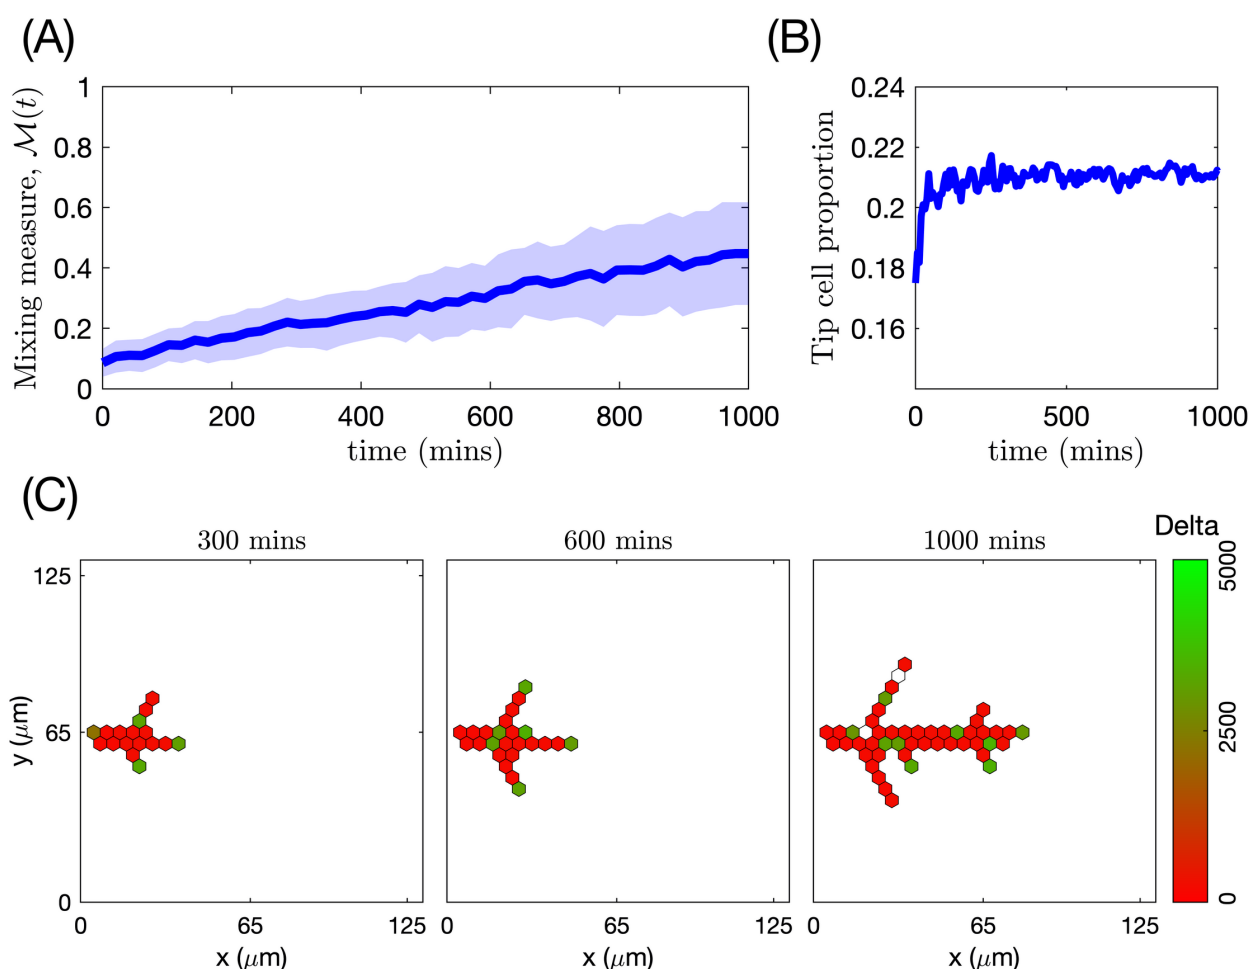 (A)
Mixing measure, M(t)
1
0.8
0.6
0.4
0.2
0
0 200 400 600 800 1000
time (mins)
(B)
Tip cell proportion
0.24
0.22
0.2
0.18
0.16
0 500 1000
time (mins)
(C)
300 mins 600 mins 1000 mins
Delta
y (μm)
125
65
0
0 65 125
x (μm)
0 65 125
x (μm)
0 65 125
x (μm)
5000
2500
0